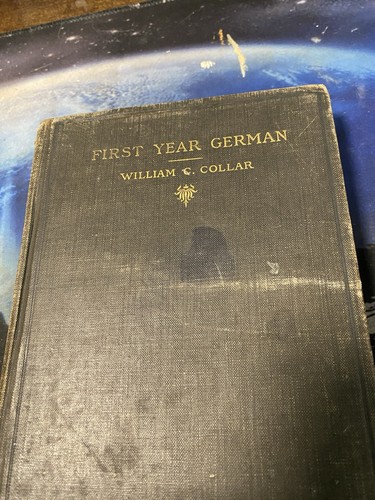 FIRST YEAR GERMAN
WILLIAM C. COLLAR